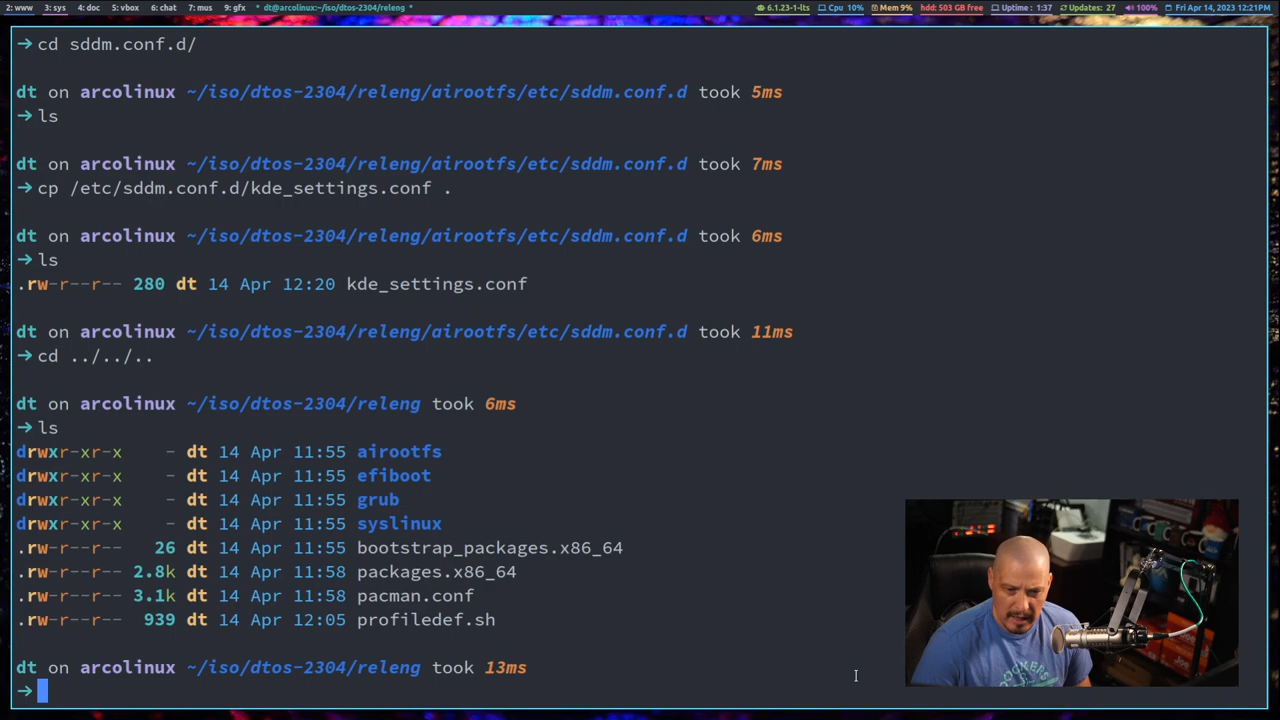 2: www 3: sys 4: doc 5: vbox 6: chat 7: mus 9: gfx * dt@arcolinux:~/iso/dtos-2304/releng * 6.1.23-1-lts Cpu 10% Mem 9% hdd: 503 GB free Uptime : 1:37 Updates: 27 100% Fri Apr 14, 2023 12:21PM
→ cd sddm.conf.d/
dt on arcolinux ~/iso/dtos-2304/releng/airootfs/etc/sddm.conf.d took 5ms
→ ls
dt on arcolinux ~/iso/dtos-2304/releng/airootfs/etc/sddm.conf.d took 7ms
→ cp /etc/sddm.conf.d/kde_settings.conf .
dt on arcolinux ~/iso/dtos-2304/releng/airootfs/etc/sddm.conf.d took 6ms
→ ls
.rw-r--r-- 280 dt 14 Apr 12:20 kde_settings.conf
dt on arcolinux ~/iso/dtos-2304/releng/airootfs/etc/sddm.conf.d took 11ms
→ cd ../../..
dt on arcolinux ~/iso/dtos-2304/releng took 6ms
→ ls
drwxr-xr-x - dt 14 Apr 11:55 airootfs
drwxr-xr-x - dt 14 Apr 11:55 efiboot
drwxr-xr-x - dt 14 Apr 11:55 grub
drwxr-xr-x - dt 14 Apr 11:55 syslinux
.rw-r--r-- 26 dt 14 Apr 11:55 bootstrap_packages.x86_64
.rw-r--r-- 2.8k dt 14 Apr 11:58 packages.x86_64
.rw-r--r-- 3.1k dt 14 Apr 11:58 pacman.conf
.rw-r--r-- 939 dt 14 Apr 12:05 profiledef.sh
dt on arcolinux ~/iso/dtos-2304/releng took 13ms
→